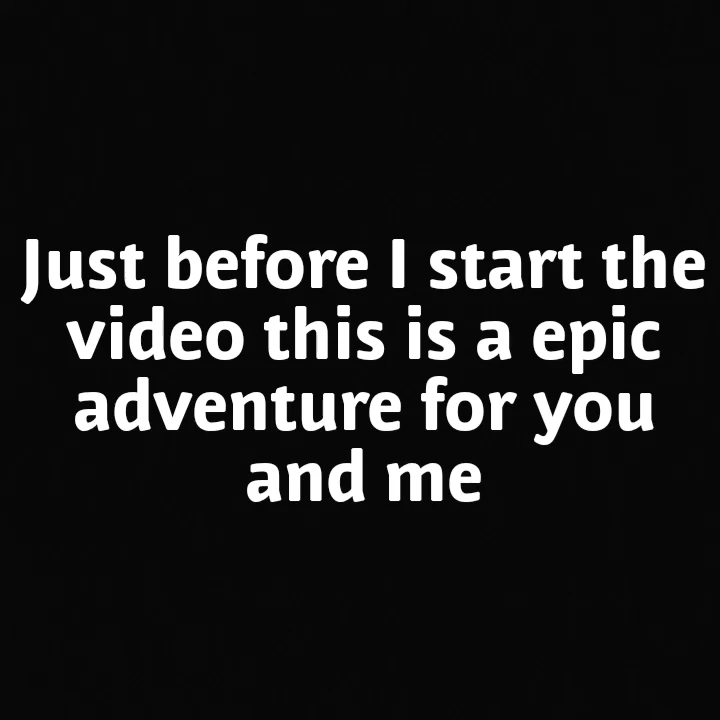 Just before I start the
video this is a epic
adventure for you
and me